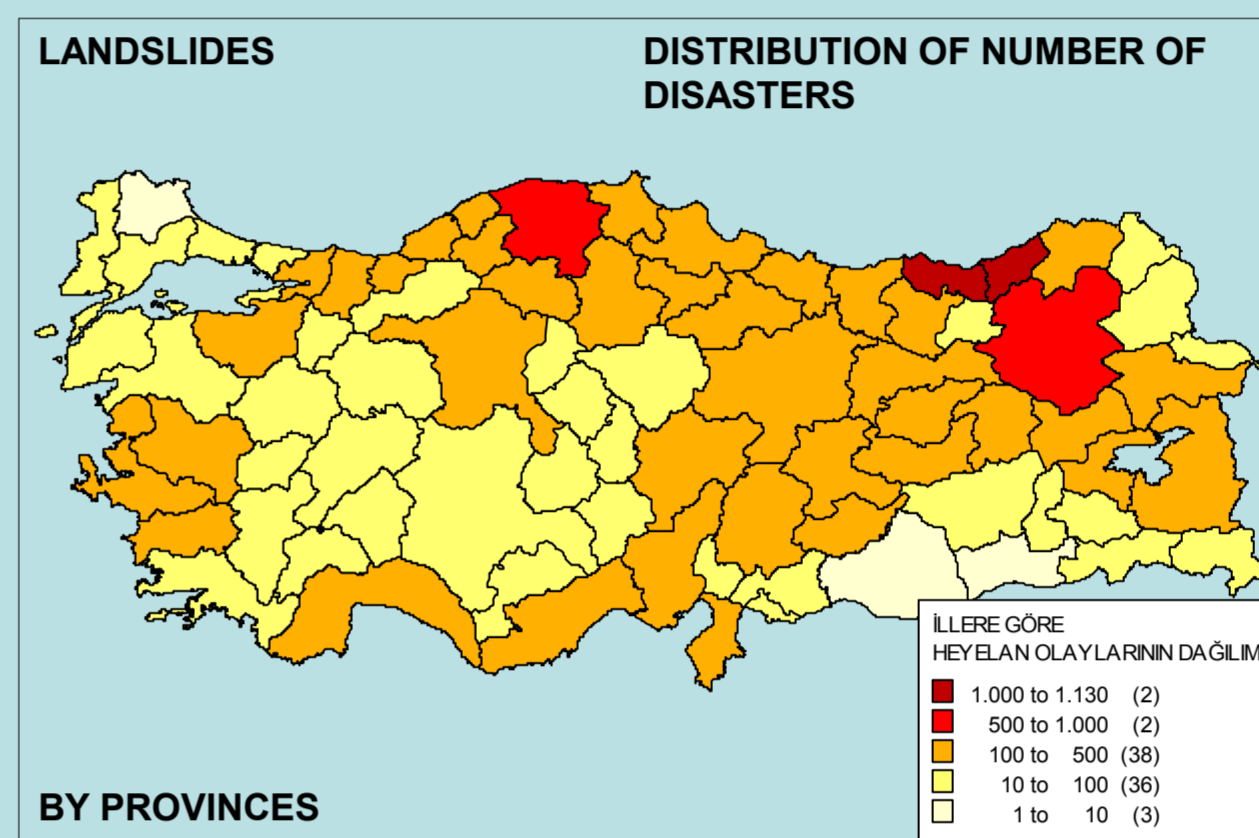 LANDSLIDES
DISTRIBUTION OF NUMBER OF
DISASTERS
İLLERE GÖRE
HEYELAN OLAYLARININ DAĞILIM
1.000 to 1.130 (2)
500 to 1.000 (2)
100 to 500 (38)
10 to 100 (36)
1 to 10 (3)
BY PROVINCES